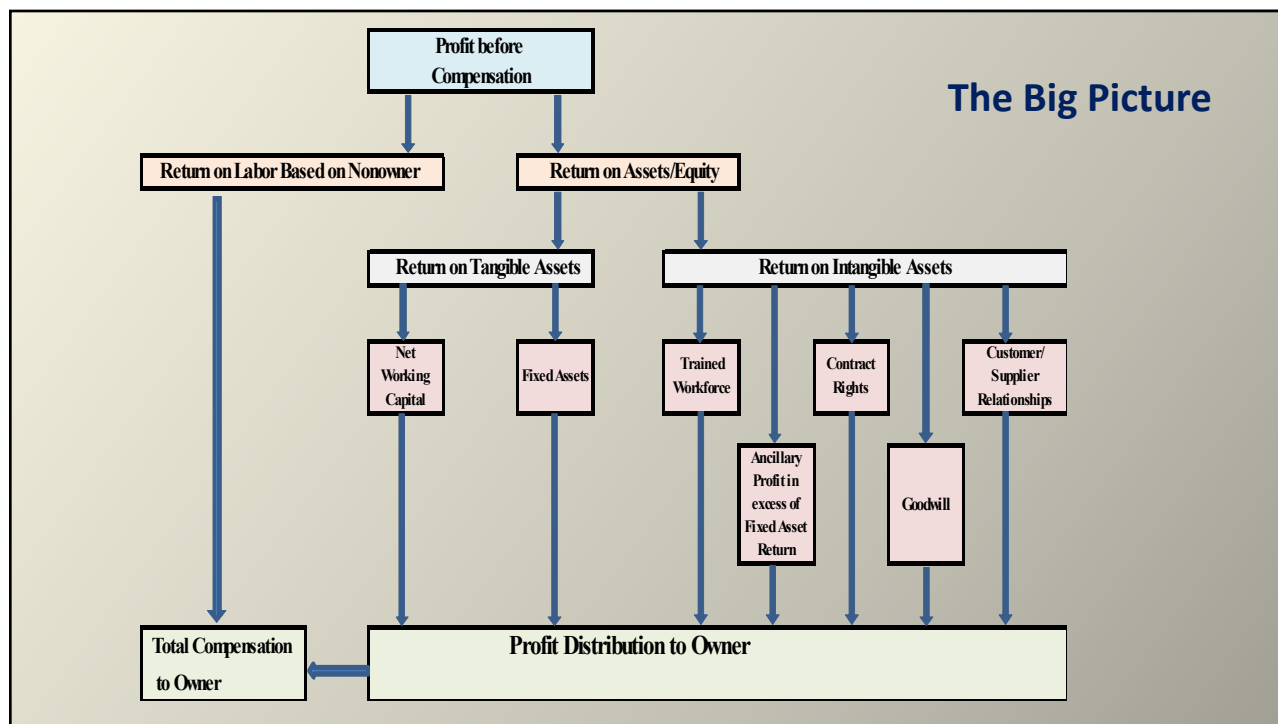 Profit before
Compensation
The Big Picture
Return on Labor Based on Nonowner
Return on Assets/Equity
Return on Tangible Assets
Return on Intangible Assets
Net
Working
Capital
Fixed Assets
Trained
Workforce
Contract
Rights
Customer/
Supplier
Relationships
Ancillary
Profit in
excess of
Fixed Asset
Return
Goodwill
Total Compensation
to Owner
Profit Distribution to Owner